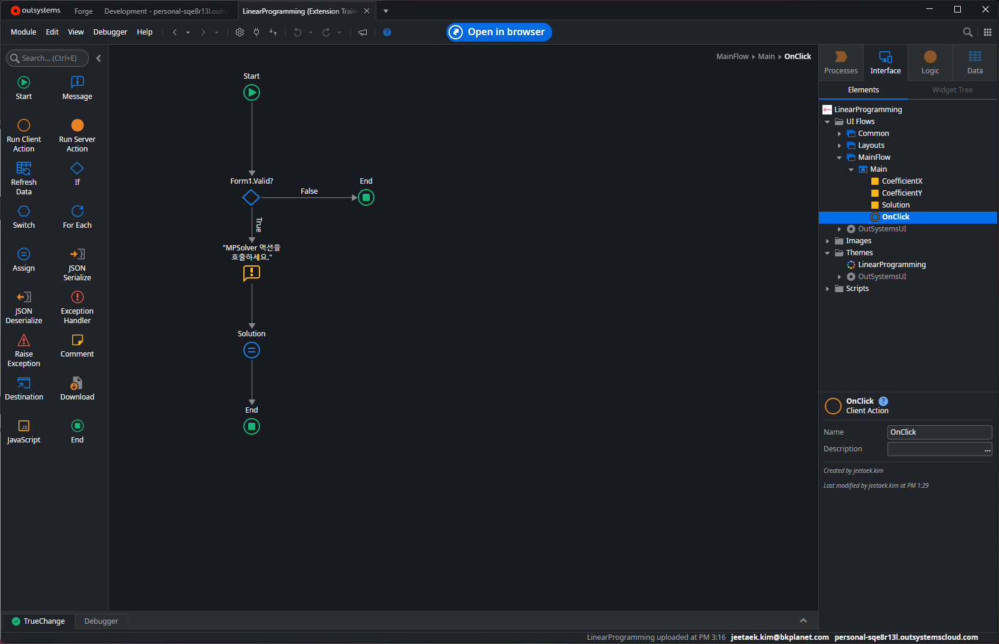 outsystems
Forge
Development - personal-sqe8r13l.outsy
LinearProgramming (Extension Traini
Module
Edit
View
Debugger
Help
Open in browser
Search... (Ctrl+E)
Start
Message
Run Client
Action
Run Server
Action
Refresh
Data
If
Switch
For Each
Assign
JSON
Serialize
JSON
Deserialize
Exception
Handler
Raise
Exception
Comment
Destination
Download
JS
JavaScript
End
MainFlow
Main
OnClick
Start
Form1.Valid?
False
End
True
"MPSolver 액션을
호출하세요."
Solution
End
Processes
Interface
Logic
Data
Elements
Widget Tree
LinearProgramming
UI Flows
Common
Layouts
MainFlow
Main
CoefficientX
CoefficientY
Solution
OnClick
OutSystemsUI
Images
Themes
LinearProgramming
OutSystemsUI
Scripts
OnClick ?
Client Action
Name
OnClick
Description
...
Created by jeetaek.kim
Last modified by jeetaek.kim at PM 1:29
TrueChange
Debugger
LinearProgramming uploaded at PM 3:16
jeetaek.kim@bkplanet.com
personal-sqe8r13l.outsystemscloud.com